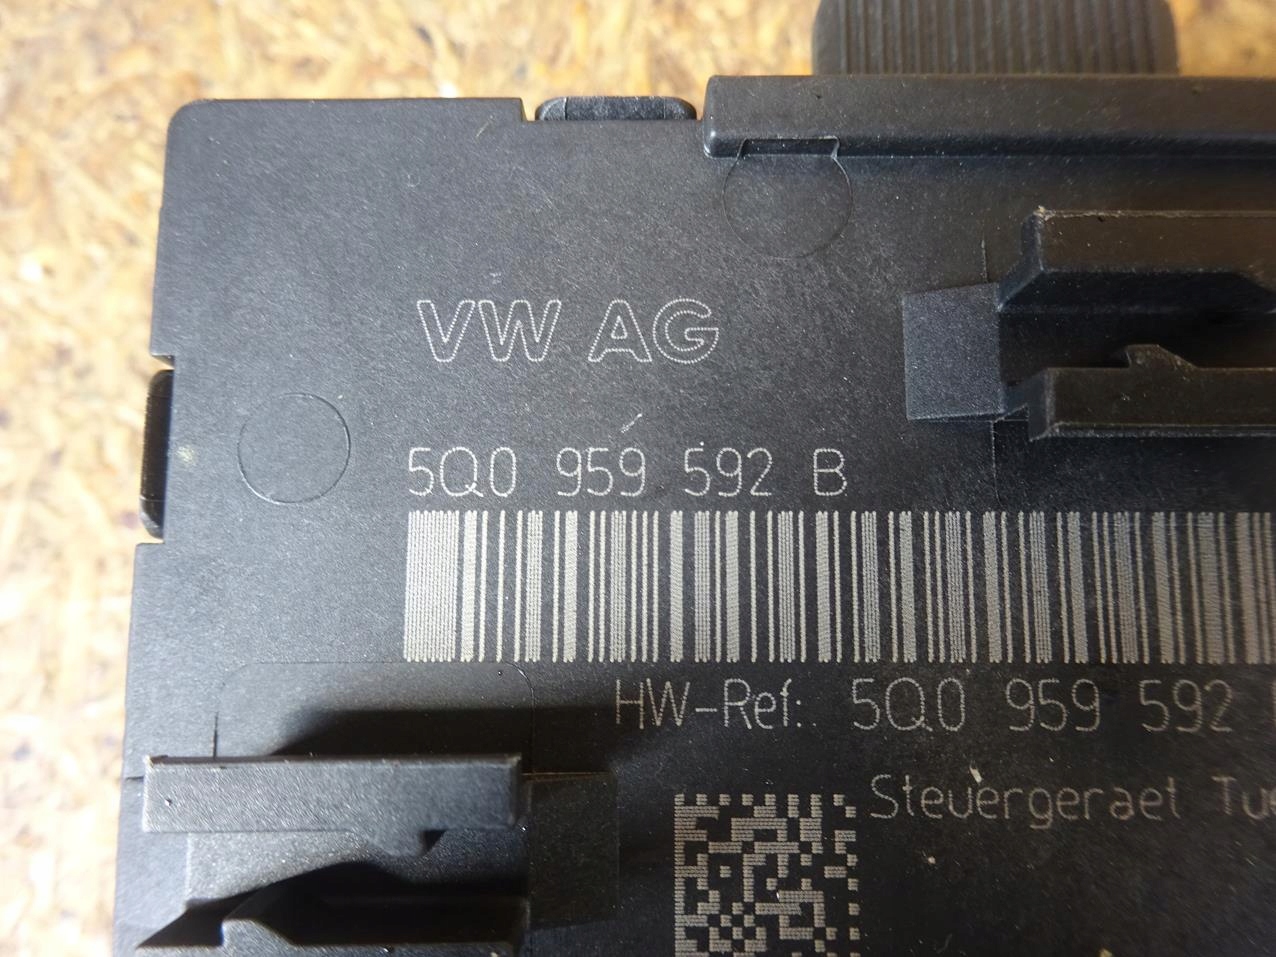 VW AG
5Q0 959 592 B
HW-Ref: 5Q0 959 592
Steuergeraet